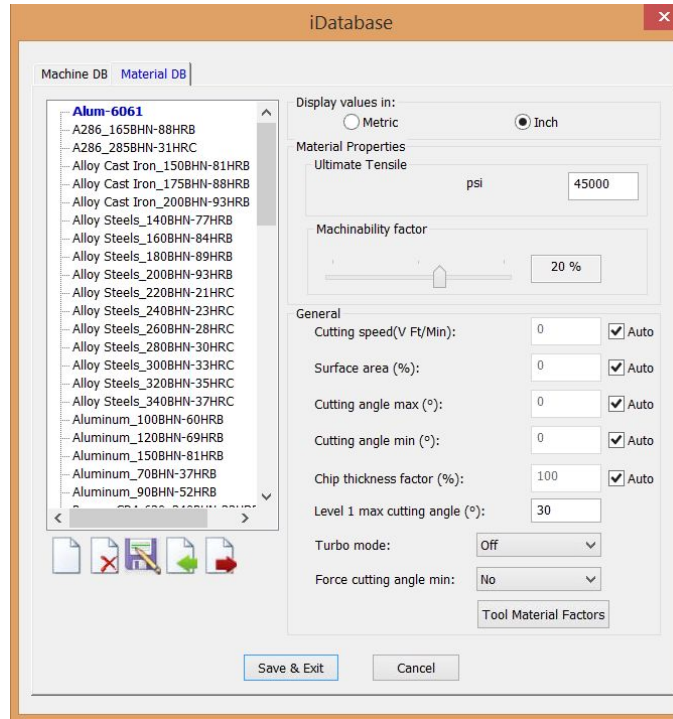 iDatabase
x
Machine DB Material DB
Alum-6061
A286_165BHN-88HRB
A286_285BHN-31HRC
Alloy Cast Iron_150BHN-81HRB
Alloy Cast Iron_175BHN-88HRB
Alloy Cast Iron_200BHN-93HRB
Alloy Steels_140BHN-77HRB
Alloy Steels_160BHN-84HRB
Alloy Steels_180BHN-89HRB
Alloy Steels_200BHN-93HRB
Alloy Steels_220BHN-21HRC
Alloy Steels_240BHN-23HRC
Alloy Steels_260BHN-28HRC
Alloy Steels_280BHN-30HRC
Alloy Steels_300BHN-33HRC
Alloy Steels_320BHN-35HRC
Alloy Steels_340BHN-37HRC
Aluminum_100BHN-60HRB
Aluminum_120BHN-69HRB
Aluminum_150BHN-81HRB
Aluminum_70BHN-37HRB
Aluminum_90BHN-52HRB
Display values in:
Metric Inch
Material Properties
Ultimate Tensile
psi 45000
Machinability factor
20 %
General
Cutting speed(V Ft/Min): 0 Auto
Surface area (%): 0 Auto
Cutting angle max (º): 0 Auto
Cutting angle min (º): 0 Auto
Chip thickness factor (%): 100 Auto
Level 1 max cutting angle (º): 30
Turbo mode: Off
Force cutting angle min: No
Tool Material Factors
Save & Exit Cancel